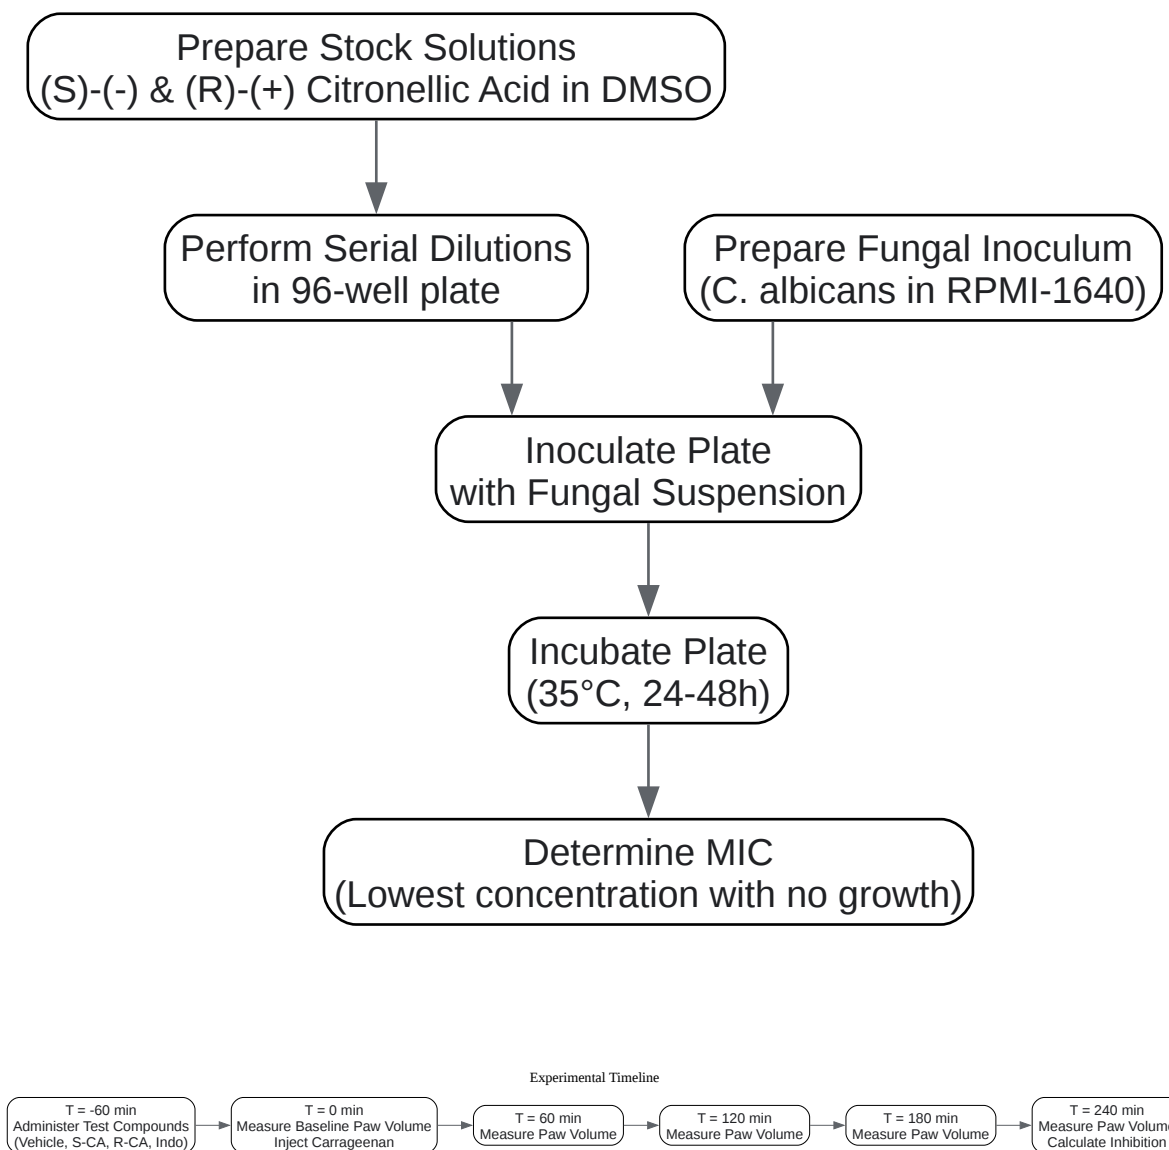 Prepare Stock Solutions
(S)-(-) & (R)-(+) Citronellic Acid in DMSO
Perform Serial Dilutions
in 96-well plate
Prepare Fungal Inoculum
(C. albicans in RPMI-1640)
Inoculate Plate
with Fungal Suspension
Incubate Plate
(35°C, 24-48h)
Determine MIC
(Lowest concentration with no growth)
Experimental Timeline
T = -60 min
Administer Test Compounds
(Vehicle, S-CA, R-CA, Indo)
T = 0 min
Measure Baseline Paw Volume
Inject Carrageenan
T = 60 min
Measure Paw Volume
T = 120 min
Measure Paw Volume
T = 180 min
Measure Paw Volume
T = 240 min
Measure Paw Volume
Calculate Inhibition